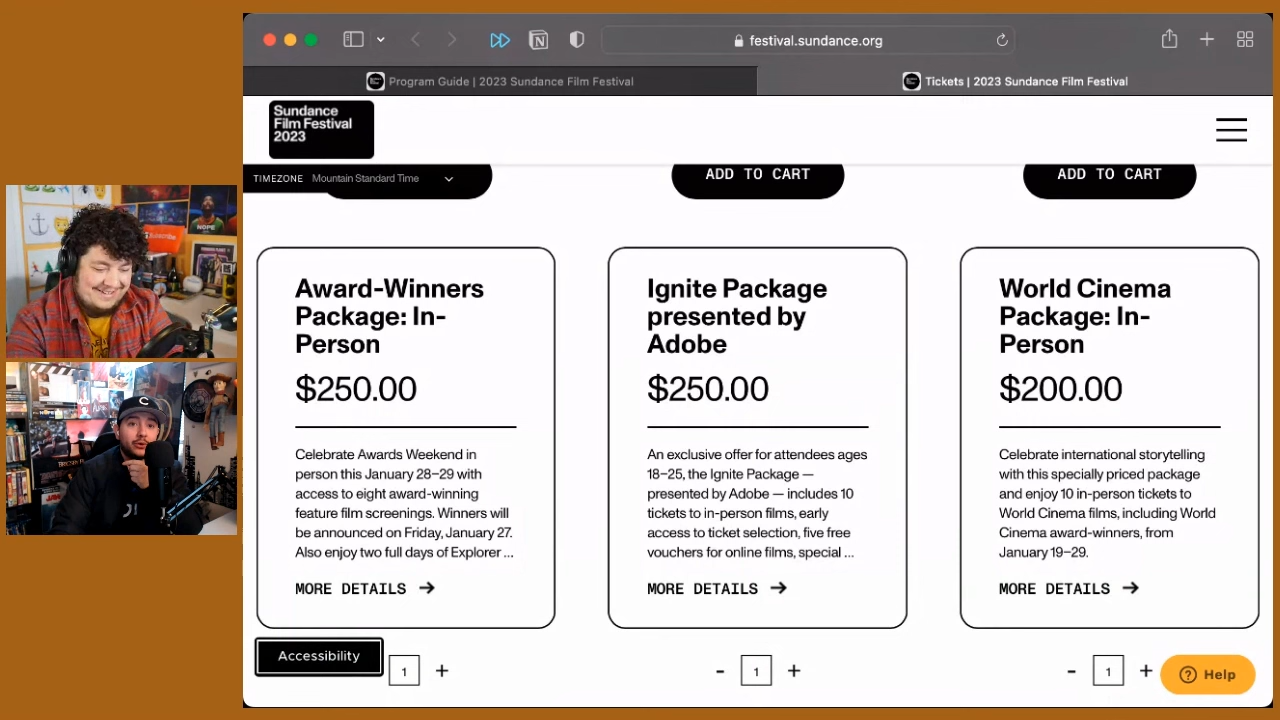 festival.sundance.org
Program Guide | 2023 Sundance Film Festival
Tickets | 2023 Sundance Film Festival
Sundance
Film Festival
2023
TIMEZONE Mountain Standard Time
ADD TO CART
ADD TO CART
Award-Winners
Package: In-
Person
$250.00
Celebrate Awards Weekend in
person this January 28–29 with
access to eight award-winning
feature film screenings. Winners will
be announced on Friday, January 27.
Also enjoy two full days of Explorer ...
MORE DETAILS →
Ignite Package
presented by
Adobe
$250.00
An exclusive offer for attendees ages
18–25, the Ignite Package —
presented by Adobe — includes 10
tickets to in-person films, early
access to ticket selection, five free
vouchers for online films, special ...
MORE DETAILS →
World Cinema
Package: In-
Person
$200.00
Celebrate international storytelling
with this specially priced package
and enjoy 10 in-person tickets to
World Cinema films, including World
Cinema award-winners, from
January 19–29.
MORE DETAILS →
Accessibility
1 +
- 1 +
- 1 +
Help
NOPE